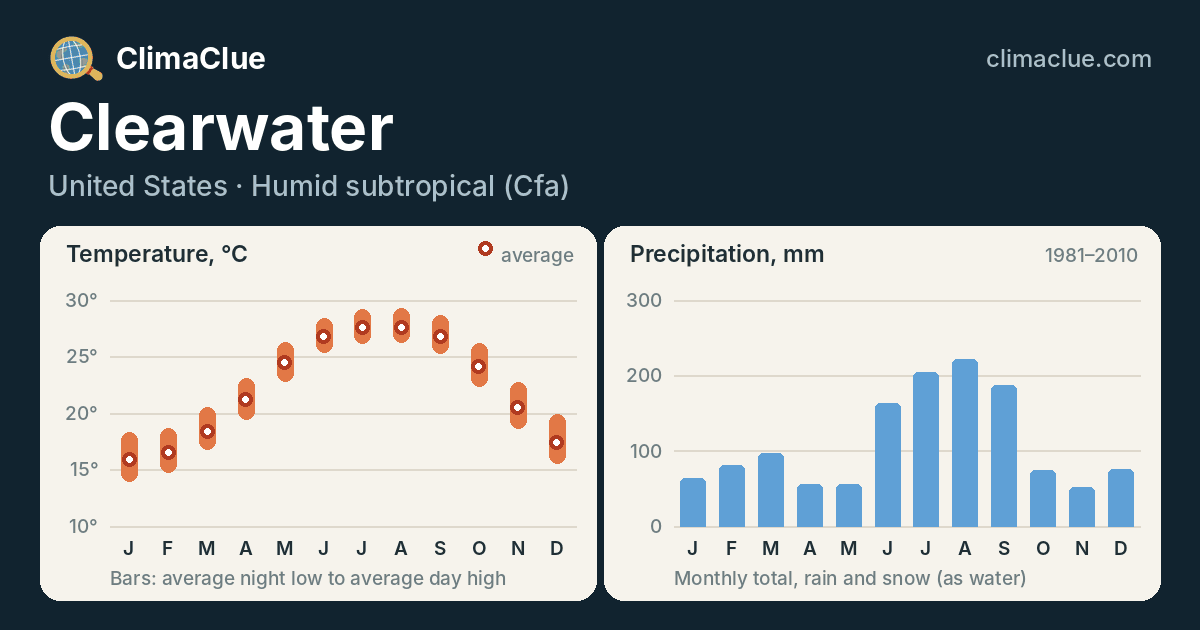 ClimaClue
climaclue.com
Clearwater
United States · Humid subtropical (Cfa)
Temperature, °C
average
30°
25°
20°
15°
10°
J F M A M J J A S O N D
Bars: average night low to average day high
Precipitation, mm
1981–2010
300
200
100
0
J F M A M J J A S O N D
Monthly total, rain and snow (as water)